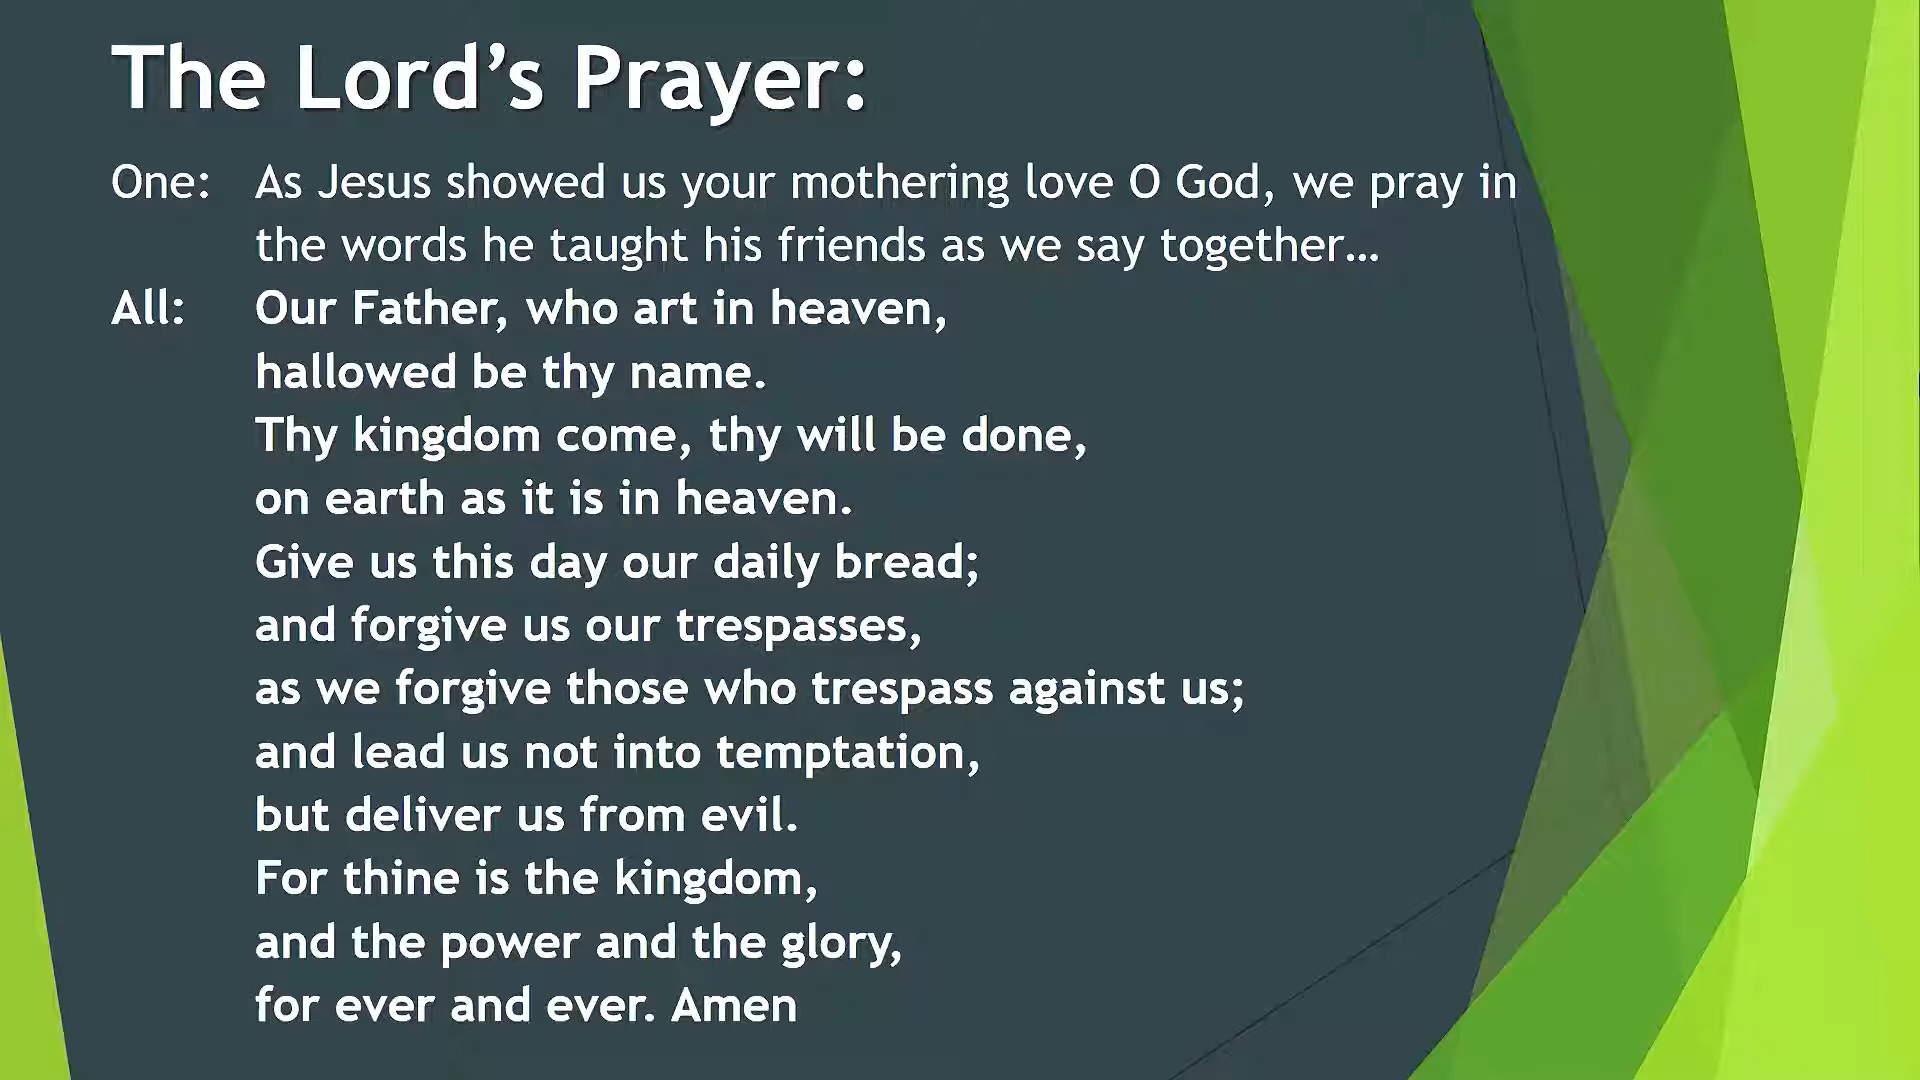 The Lord’s Prayer:
One: As Jesus showed us your mothering love O God, we pray in
the words he taught his friends as we say together…
All: Our Father, who art in heaven,
hallowed be thy name.
Thy kingdom come, thy will be done,
on earth as it is in heaven.
Give us this day our daily bread;
and forgive us our trespasses,
as we forgive those who trespass against us;
and lead us not into temptation,
but deliver us from evil.
For thine is the kingdom,
and the power and the glory,
for ever and ever. Amen